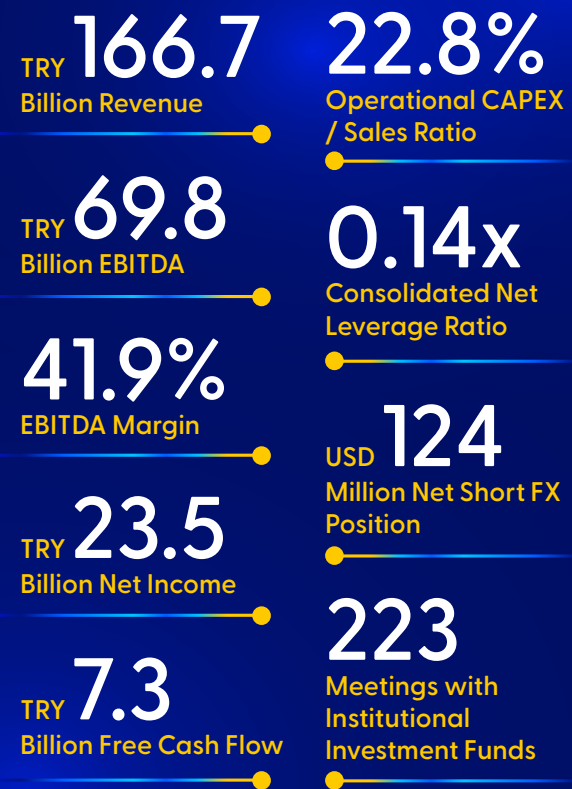 TRY 166.7
Billion Revenue
TRY 69.8
Billion EBITDA
41.9%
EBITDA Margin
TRY 23.5
Billion Net Income
TRY 7.3
Billion Free Cash Flow
22.8%
Operational CAPEX
/ Sales Ratio
0.14x
Consolidated Net
Leverage Ratio
USD 124
Million Net Short FX
Position
223
Meetings with
Institutional
Investment Funds